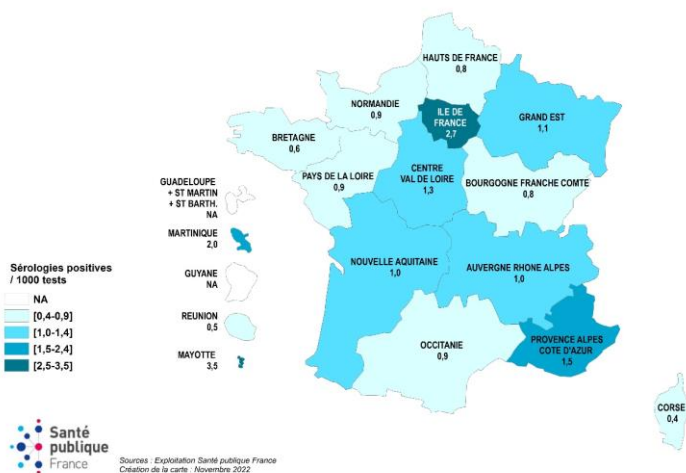 HAUTS DE FRANCE
0,8
NORMANDIE
0,9
ILE DE
FRANCE
2,7
GRAND EST
1,1
BRETAGNE
0,6
PAYS DE LA LOIRE
0,9
CENTRE
VAL DE LOIRE
1,3
BOURGOGNE FRANCHE COMTE
0,8
GUADELOUPE
+ ST MARTIN
+ ST BARTH.
NA
MARTINIQUE
2,0
GUYANE
NA
REUNION
0,5
MAYOTTE
3,5
NOUVELLE AQUITAINE
1,0
AUVERGNE RHONE ALPES
1,0
OCCITANIE
0,9
PROVENCE ALPES
COTE D'AZUR
1,5
CORSE
0,4
Sérologies positives
/ 1000 tests
NA
[0,4-0,9]
[1,0-1,4]
[1,5-2,4]
[2,5-3,5]
Santé
publique
France
Sources : Exploitation Santé publique France
Création de la carte : Novembre 2022